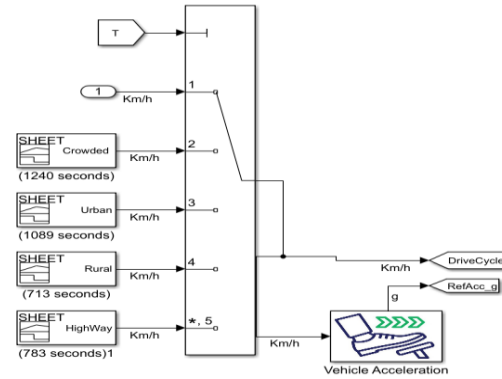 T
1
Km/h
1
SHEET
Crowded
Km/h
2
(1240 seconds)
SHEET
Urban
Km/h
3
(1089 seconds)
SHEET
Rural
Km/h
4
(713 seconds)
SHEET
HighWay
Km/h
*, 5
(783 seconds)1
Km/h
DriveCycle
RefAcc_g
g
Km/h
Vehicle Acceleration